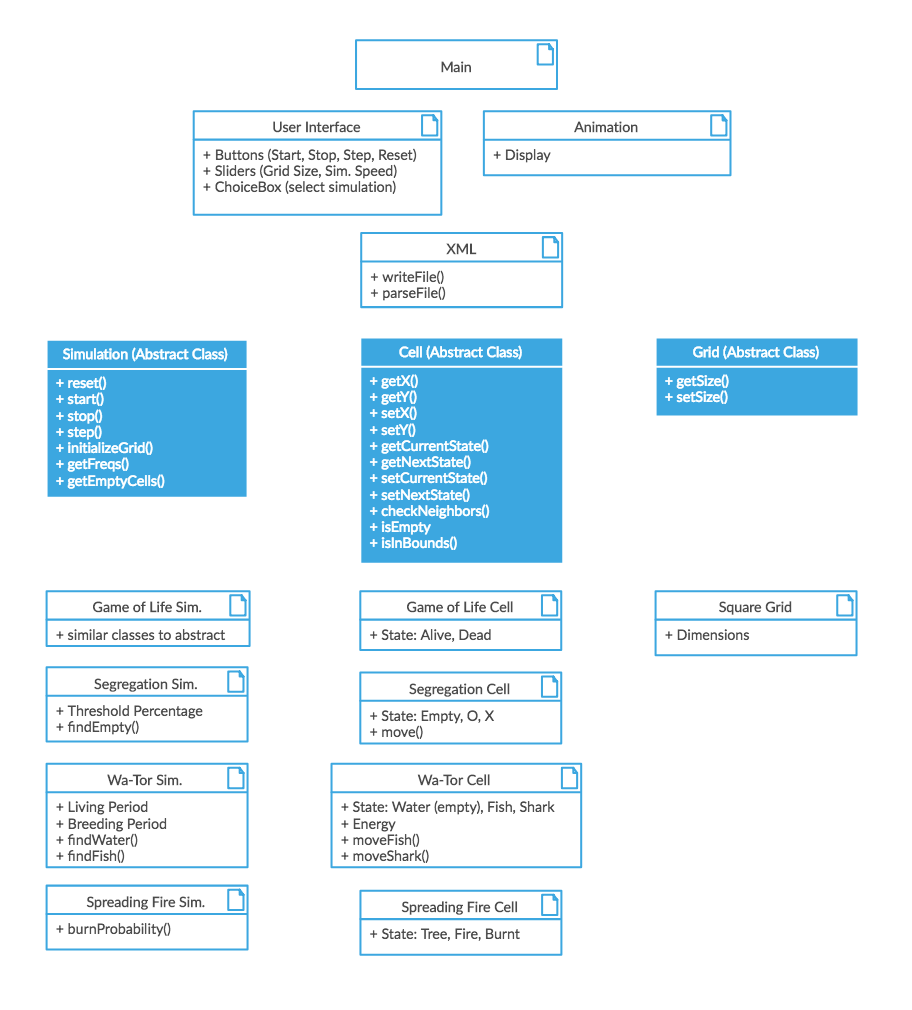 Main
User Interface
+ Buttons (Start, Stop, Step, Reset)
+ Sliders (Grid Size, Sim. Speed)
+ ChoiceBox (select simulation)
Animation
+ Display
XML
+ writeFile()
+ parseFile()
Simulation (Abstract Class)
+ reset()
+ start()
+ stop()
+ step()
+ initializeGrid()
+ getFreqs()
+ getEmptyCells()
Cell (Abstract Class)
+ getX()
+ getY()
+ setX()
+ setY()
+ getCurrentState()
+ getNextState()
+ setCurrentState()
+ setNextState()
+ checkNeighbors()
+ isEmpty
+ isInBounds()
Grid (Abstract Class)
+ getSize()
+ setSize()
Game of Life Sim.
+ similar classes to abstract
Game of Life Cell
+ State: Alive, Dead
Square Grid
+ Dimensions
Segregation Sim.
+ Threshold Percentage
+ findEmpty()
Segregation Cell
+ State: Empty, O, X
+ move()
Wa-Tor Sim.
+ Living Period
+ Breeding Period
+ findWater()
+ findFish()
Wa-Tor Cell
+ State: Water (empty), Fish, Shark
+ Energy
+ moveFish()
+ moveShark()
Spreading Fire Sim.
+ burnProbability()
Spreading Fire Cell
+ State: Tree, Fire, Burnt